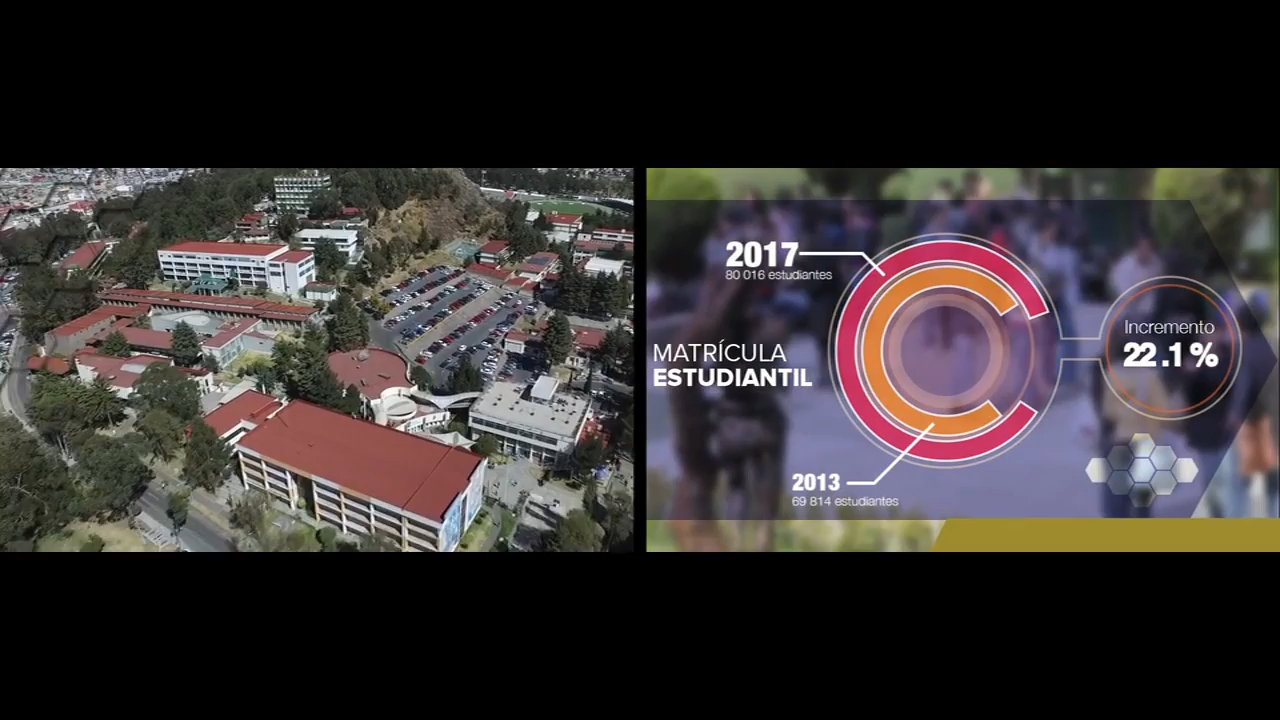 2017
80 016 estudiantes
MATRÍCULA
ESTUDIANTIL
Incremento
22.1%
2013
69 814 estudiantes